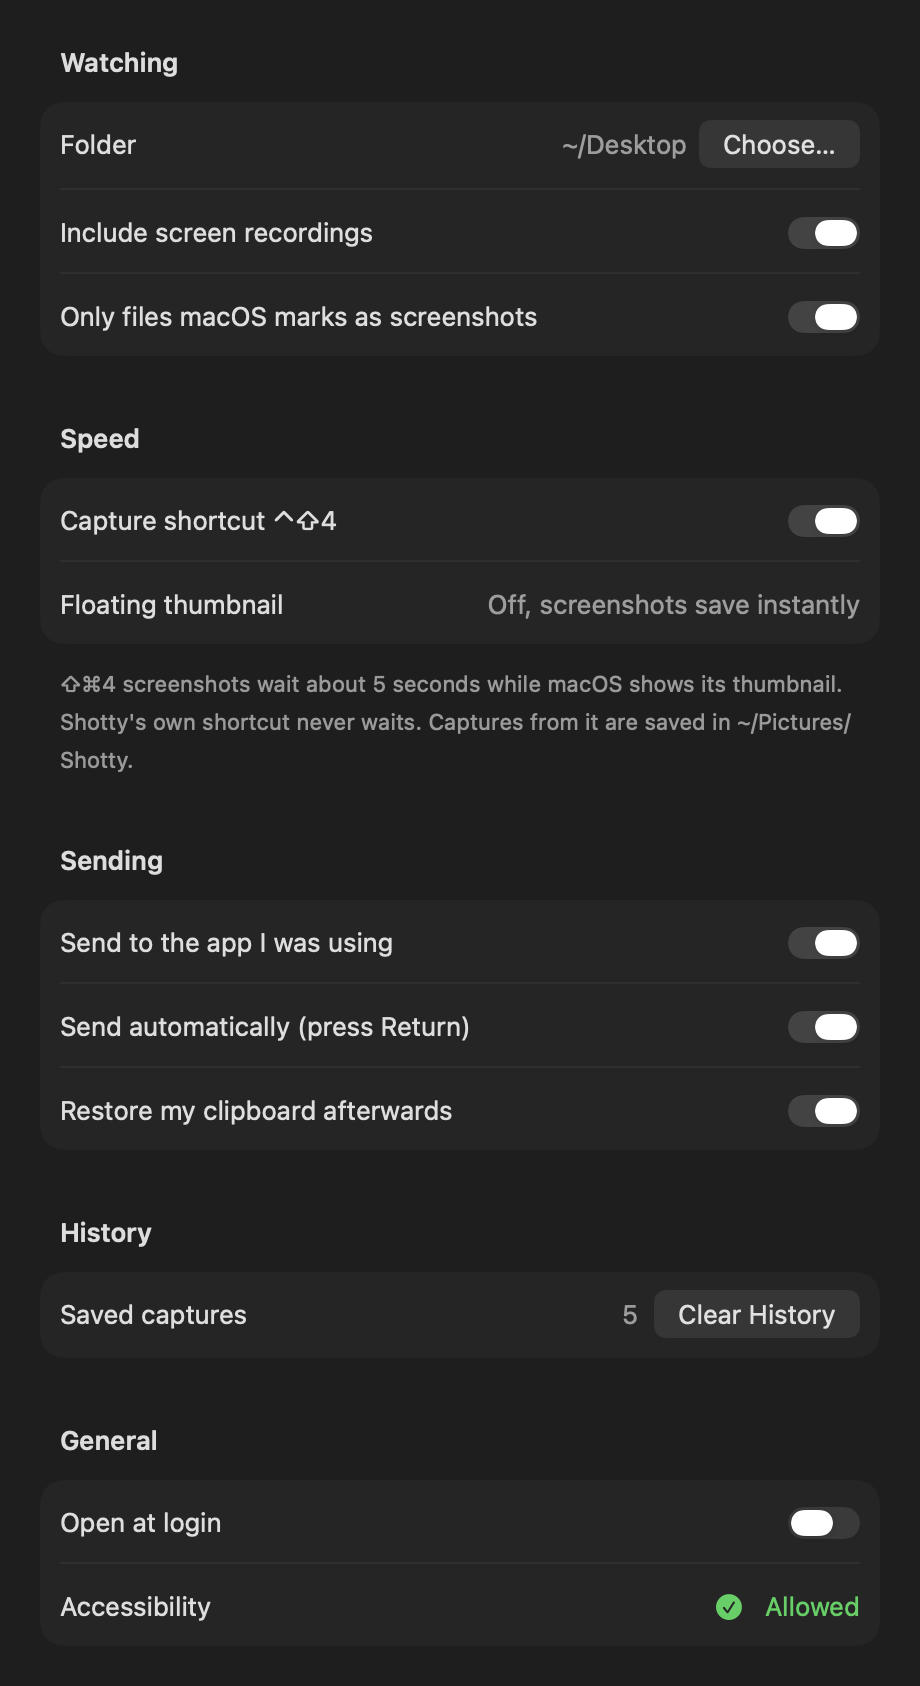 Watching
Folder ~/Desktop Choose...
Include screen recordings
Only files macOS marks as screenshots
Speed
Capture shortcut ⌃⇧4
Floating thumbnail Off, screenshots save instantly
⇧⌘4 screenshots wait about 5 seconds while macOS shows its thumbnail.
Shotty's own shortcut never waits. Captures from it are saved in ~/Pictures/
Shotty.
Sending
Send to the app I was using
Send automatically (press Return)
Restore my clipboard afterwards
History
Saved captures 5 Clear History
General
Open at login
Accessibility Allowed